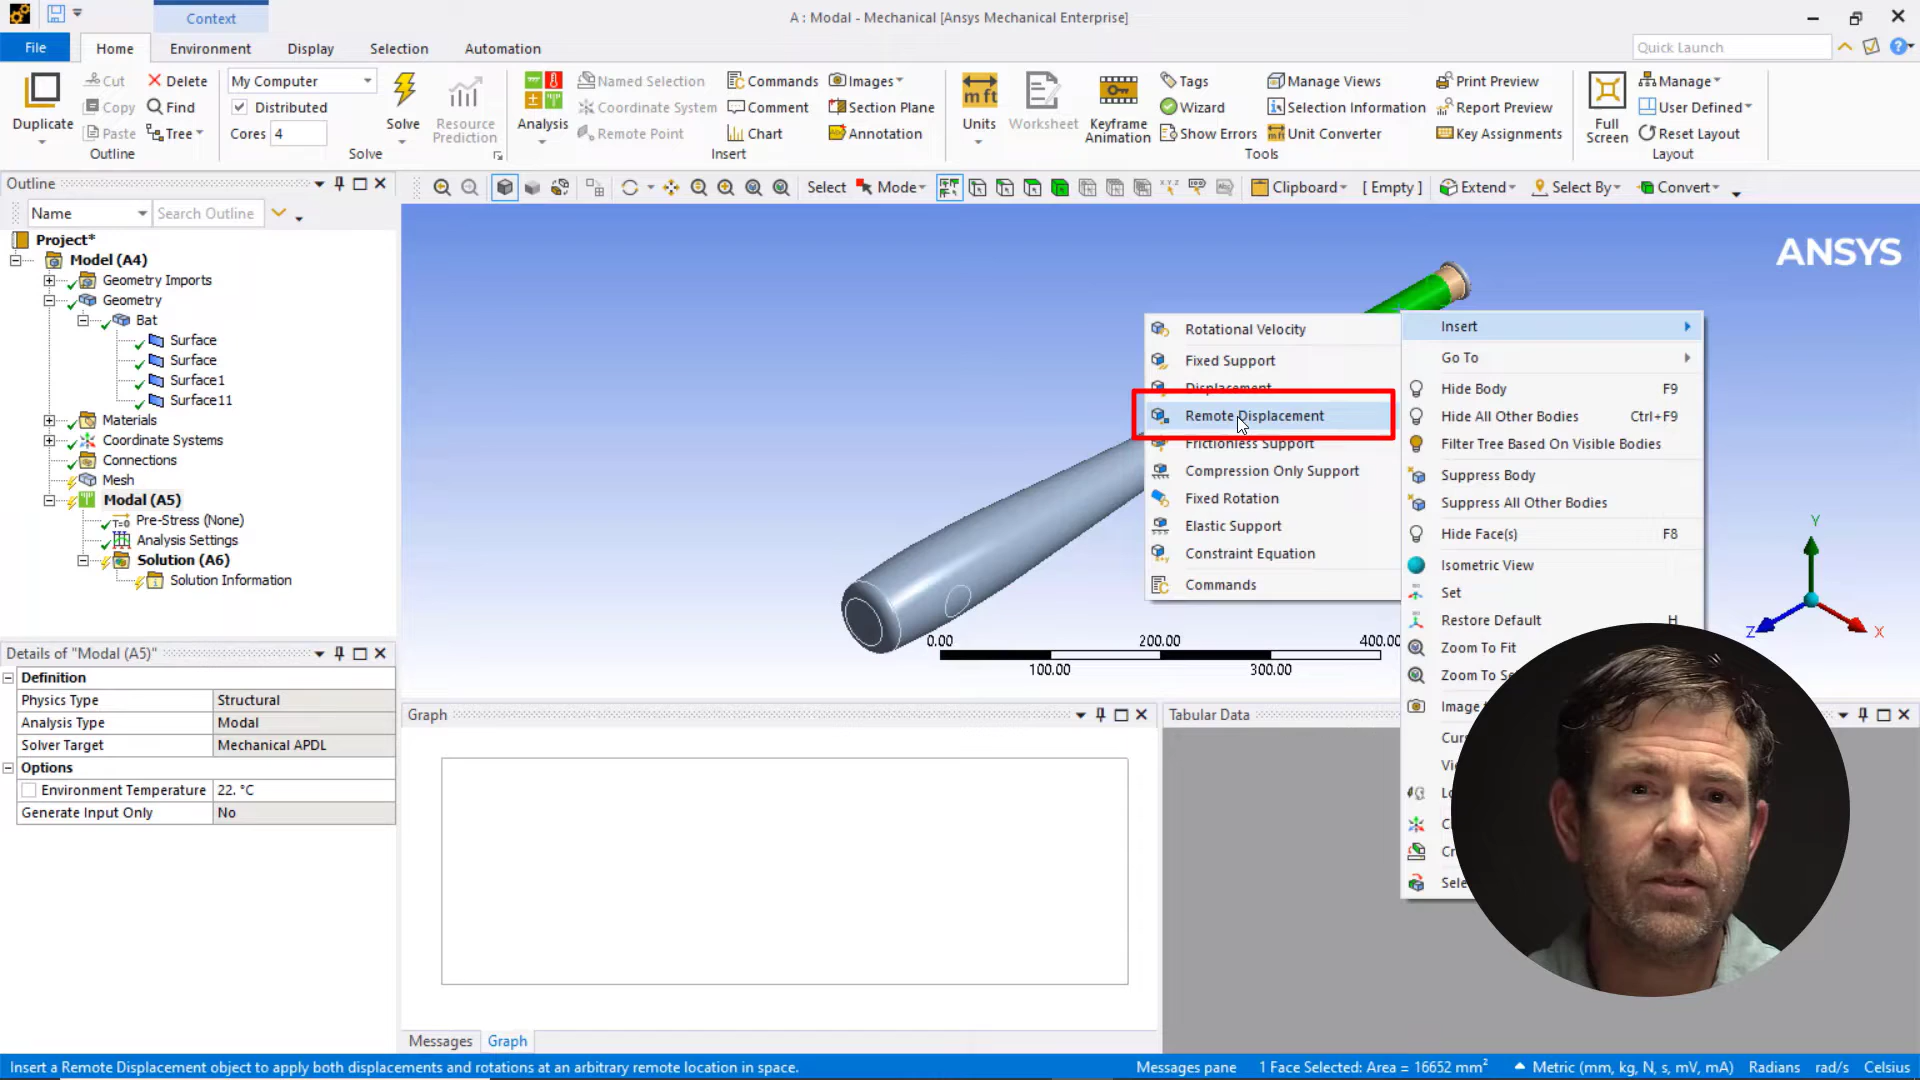 Context
A : Modal - Mechanical [Ansys Mechanical Enterprise]
File
Home
Environment
Display
Selection
Automation
Quick Launch
Duplicate
Cut
Copy
Paste
Delete
Find
Tree
Outline
My Computer
Distributed
Cores 4
Solve
Resource
Prediction
Solve
Analysis
Named Selection
Coordinate System
Remote Point
Commands
Comment
Chart
Images
Section Plane
Annotation
Insert
mft
Units
Worksheet
Keyframe
Animation
Tags
Wizard
Show Errors
Manage Views
Selection Information
Unit Converter
Print Preview
Report Preview
Key Assignments
Tools
Full
Screen
Manage
User Defined
Reset Layout
Layout
Outline
Select
Mode
Clipboard
[ Empty ]
Extend
Select By
Convert
Name
Search Outline
Project*
Model (A4)
Geometry Imports
Geometry
Bat
Surface
Surface
Surface1
Surface11
Materials
Coordinate Systems
Connections
Mesh
Modal (A5)
T=0 Pre-Stress (None)
Analysis Settings
Solution (A6)
Solution Information
ANSYS
Rotational Velocity
Fixed Support
Displacement
Remote Displacement
Frictionless Support
Compression Only Support
Fixed Rotation
Elastic Support
Constraint Equation
Commands
Insert
Go To
Hide Body F9
Hide All Other Bodies Ctrl+F9
Filter Tree Based On Visible Bodies
Suppress Body
Suppress All Other Bodies
Hide Face(s) F8
Isometric View
Set
Restore Default H
Zoom To Fit
Zoom To
Image
0.00 200.00 400.0
100.00 300.00
Y
Z
X
Details of "Modal (A5)"
Definition
Physics Type Structural
Analysis Type Modal
Solver Target Mechanical APDL
Options
Environment Temperature 22. °C
Generate Input Only No
Graph
Tabular Data
Messages
Graph
Insert a Remote Displacement object to apply both displacements and rotations at an arbitrary remote location in space.
Messages pane
1 Face Selected: Area = 16652 mm²
Metric (mm, kg, N, s, mV, mA)
Radians
rad/s
Celsius